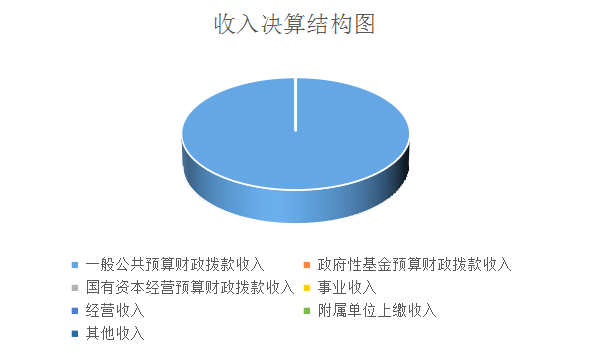 收入决算结构图
一般公共预算财政拨款收入 政府性基金预算财政拨款收入
国有资本经营预算财政拨款收入 事业收入
经营收入 附属单位上缴收入
其他收入